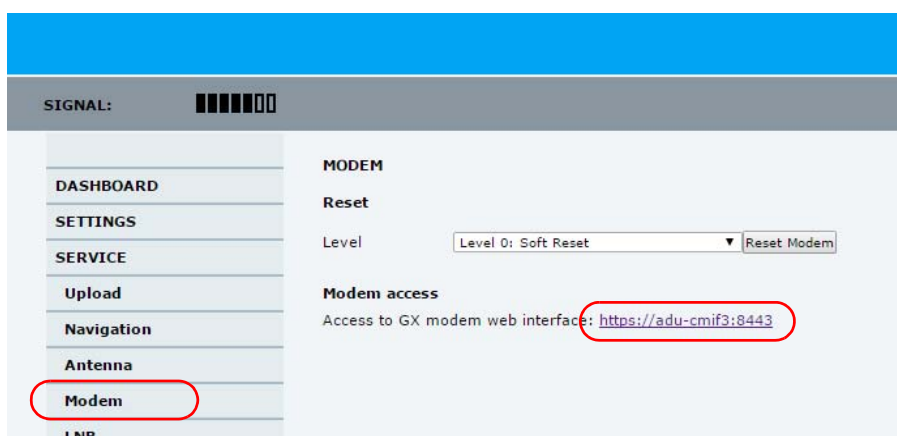 SIGNAL:
DASHBOARD
SETTINGS
SERVICE
Upload
Navigation
Antenna
Modem
LNB
MODEM
Reset
Level Level 0: Soft Reset Reset Modem
Modem access
Access to GX modem web interface: https://adu-cmif3:8443